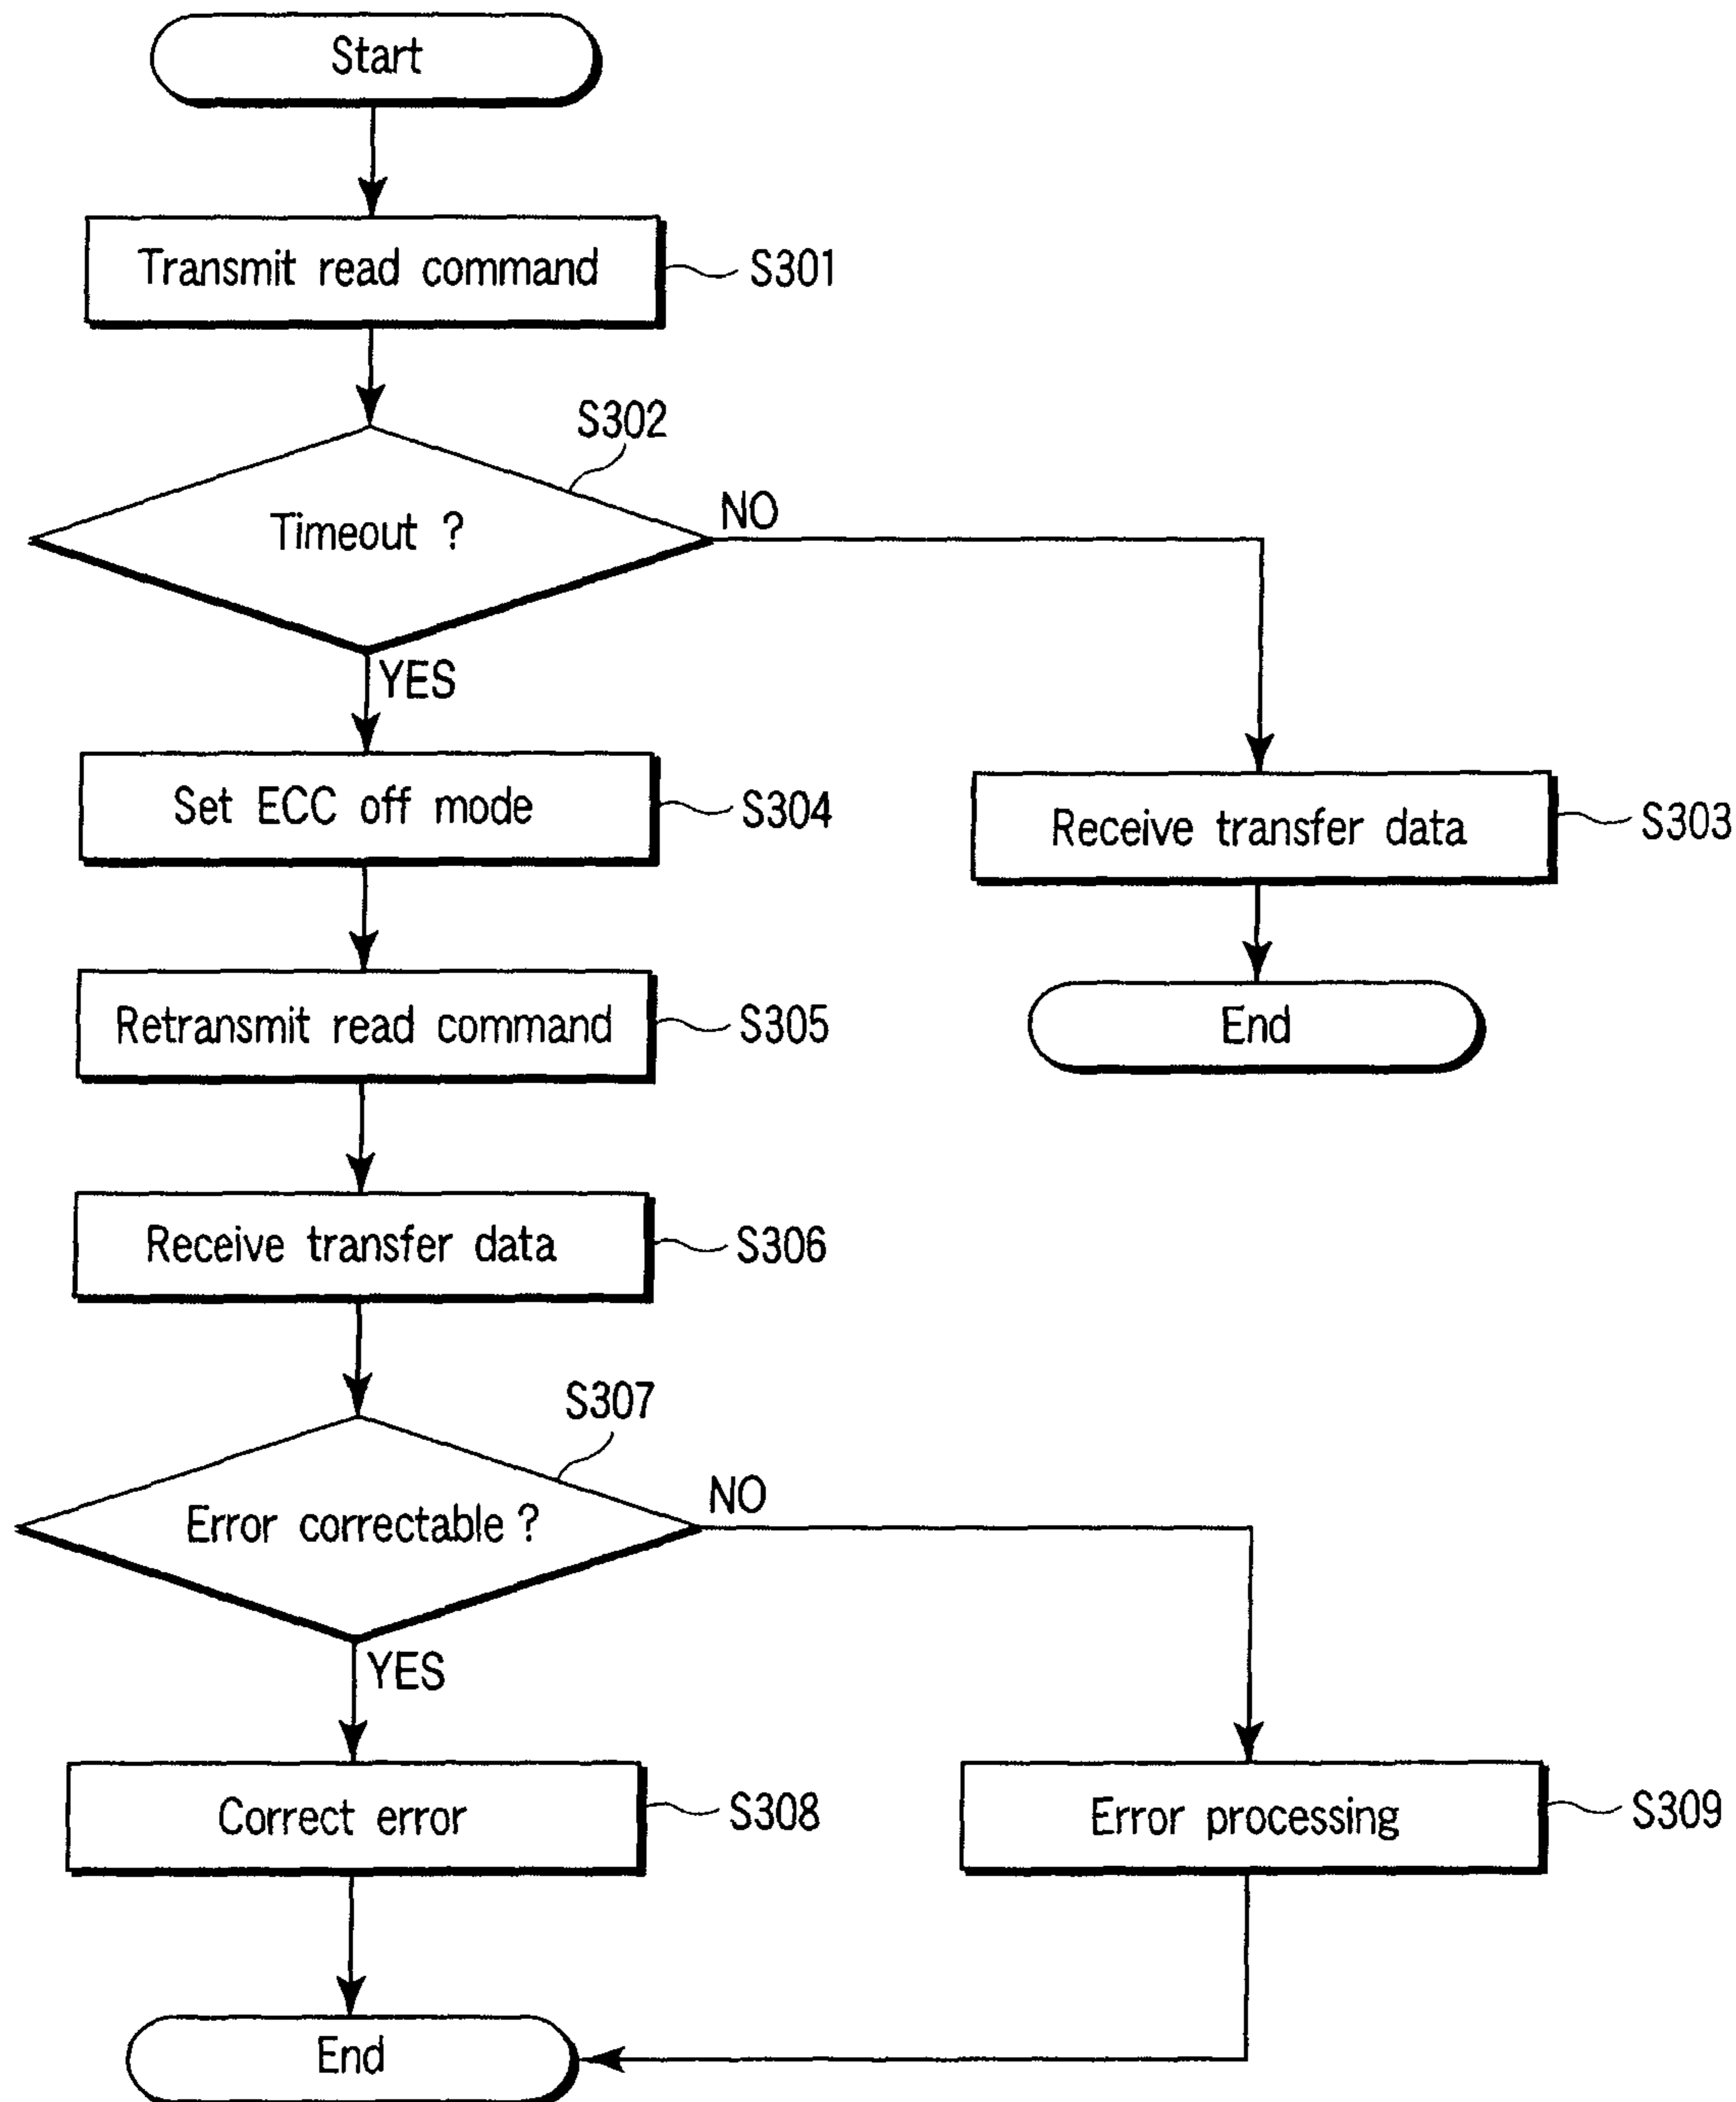 Start
Transmit read command
S301
S302
Timeout ?
NO
YES
Set ECC off mode
S304
Receive transfer data
S303
Retransmit read command
S305
End
Receive transfer data
S306
S307
Error correctable ?
NO
YES
Correct error
S308
Error processing
S309
End